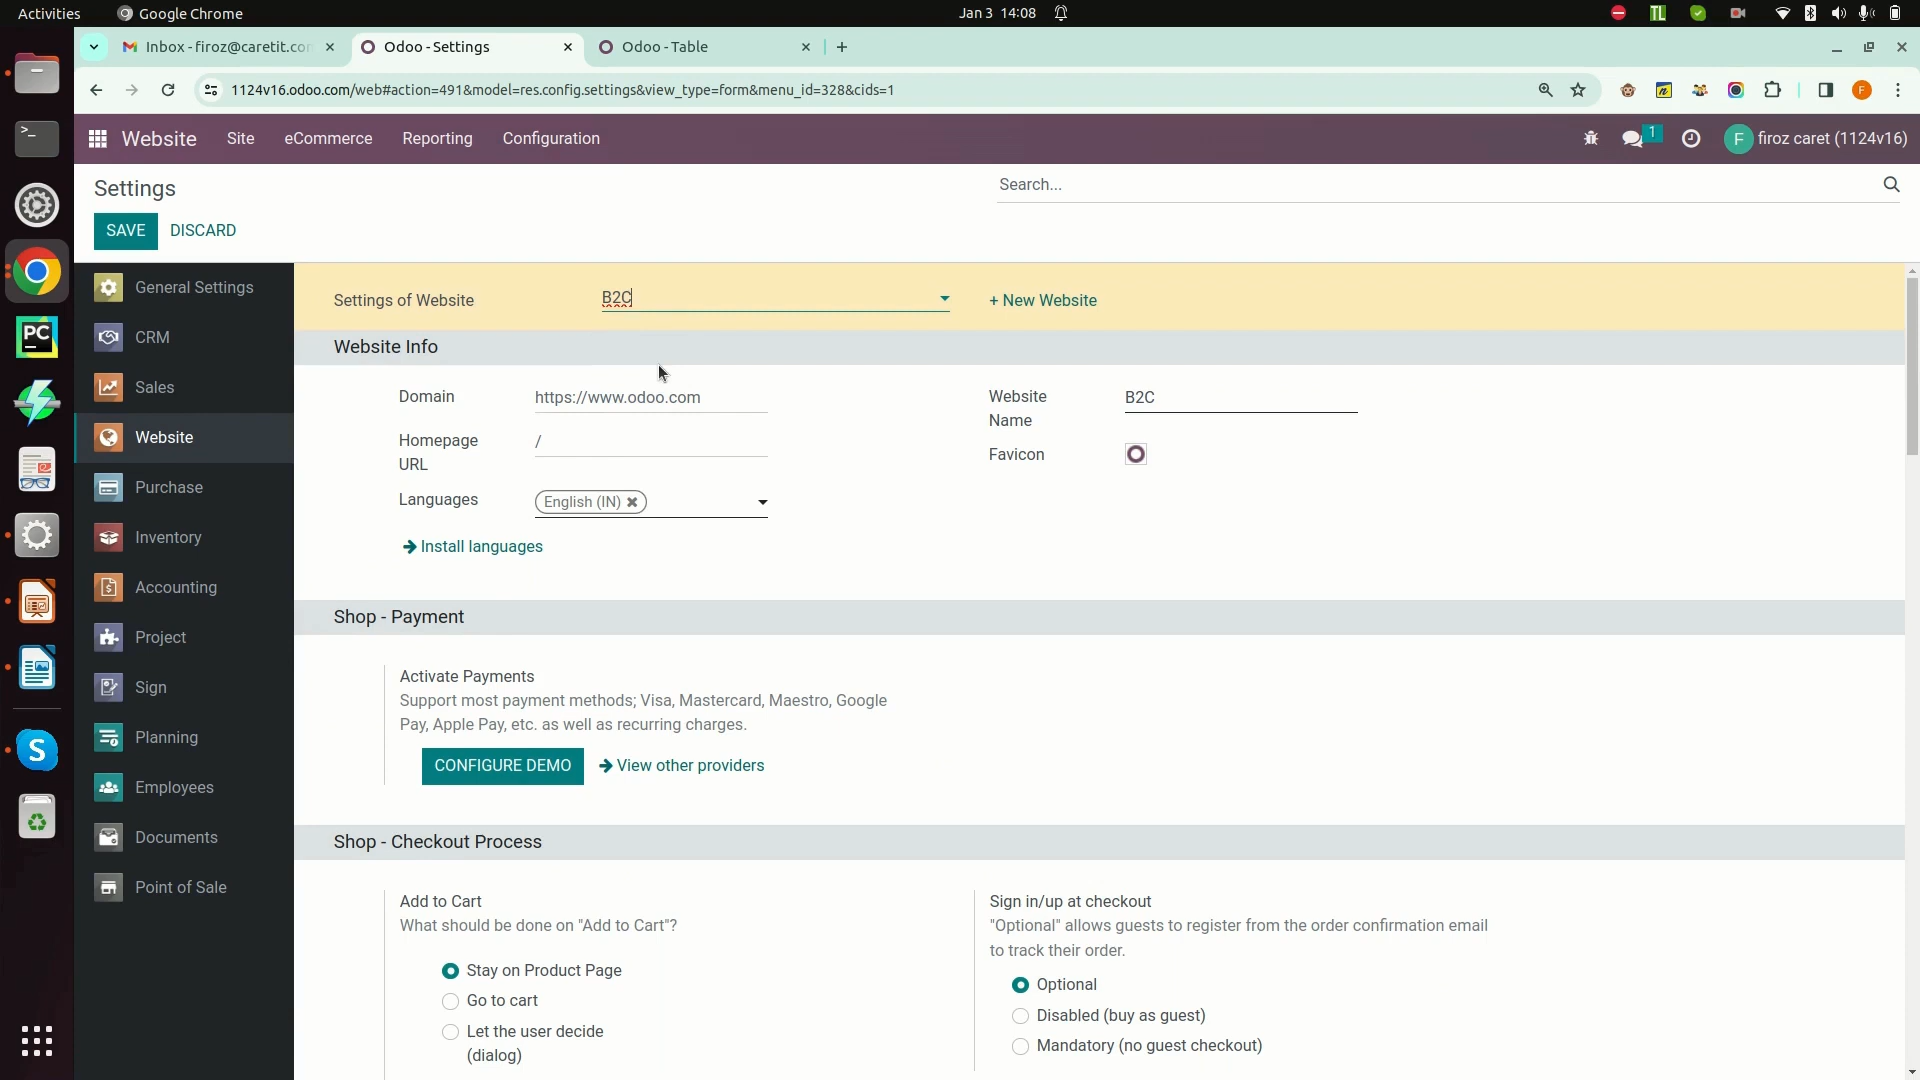 Activities
Google Chrome
Jan 3 14:08
TL
Inbox - firoz@caretit.con
Odoo - Settings
Odoo - Table
1124v16.odoo.com/web#action=491&model=res.config.settings&view_type=form&menu_id=328&cids=1
F
Website
Site
eCommerce
Reporting
Configuration
1
F
firoz caret (1124v16)
Settings
Search...
SAVE
DISCARD
General Settings
CRM
Sales
Website
Purchase
Inventory
Accounting
Project
Sign
Planning
Employees
Documents
Point of Sale
PC
S
Settings of Website
B2C
+ New Website
Website Info
Domain
https://www.odoo.com
Website
Name
B2C
Homepage
URL
/
Favicon
Languages
English (IN)
Install languages
Shop - Payment
Activate Payments
Support most payment methods; Visa, Mastercard, Maestro, Google
Pay, Apple Pay, etc. as well as recurring charges.
CONFIGURE DEMO
View other providers
Shop - Checkout Process
Add to Cart
What should be done on "Add to Cart"?
Stay on Product Page
Go to cart
Let the user decide
(dialog)
Sign in/up at checkout
"Optional" allows guests to register from the order confirmation email
to track their order.
Optional
Disabled (buy as guest)
Mandatory (no guest checkout)